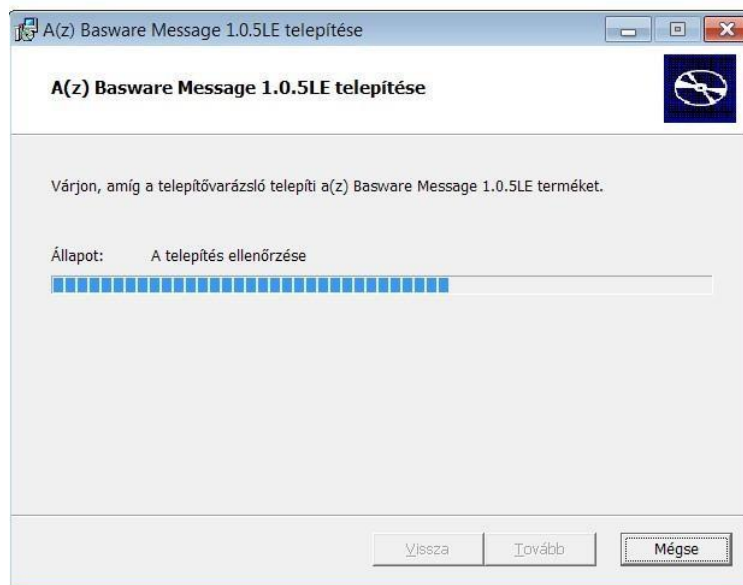 A(z) Basware Message 1.0.5LE telepítése
A(z) Basware Message 1.0.5LE telepítése
Várjon, amíg a telepítővarázsló telepíti a(z) Basware Message 1.0.5LE terméket.
Állapot: A telepítés ellenőrzése
Vissza Tovább Mégse